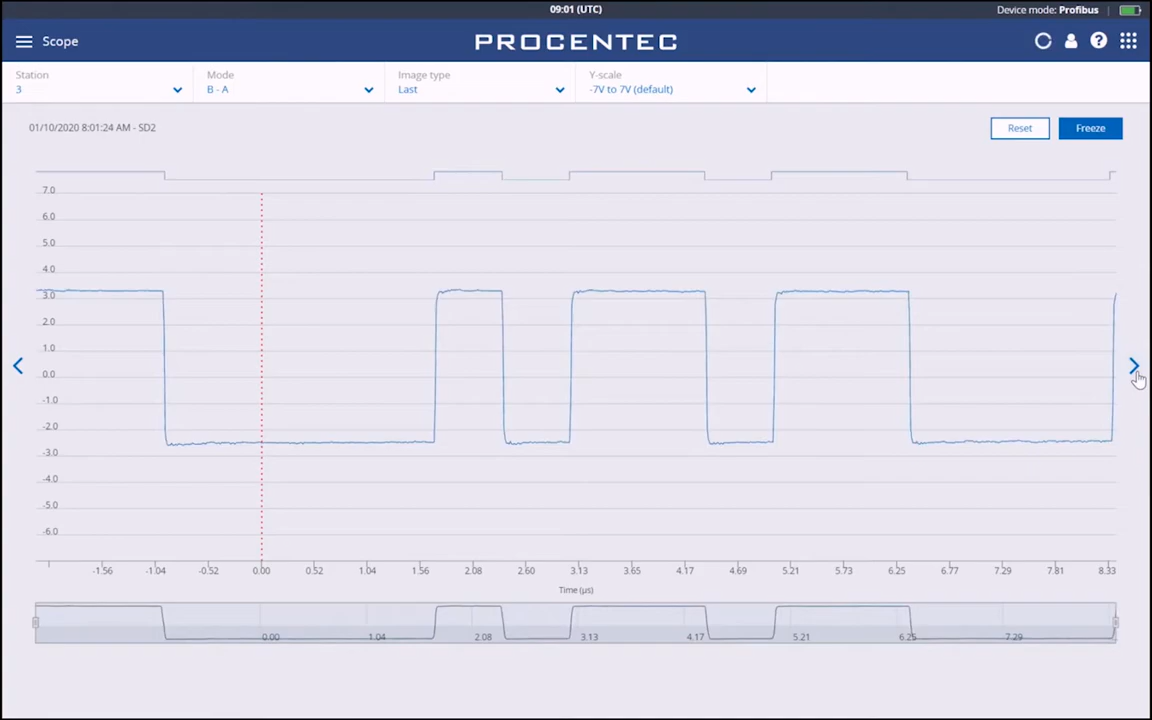 09:01 (UTC)
Device mode: Profibus
Scope
PROCENTEC
Station
3
Mode
B - A
Image type
Last
Y-scale
-7V to 7V (default)
01/10/2020 8:01:24 AM - SD2
Reset
Freeze
7.0
6.0
5.0
4.0
3.0
2.0
1.0
0.0
-1.0
-2.0
-3.0
-4.0
-5.0
-6.0
-1.56 -1.04 -0.52 0.00 0.52 1.04 1.56 2.08 2.60 3.13 3.65 4.17 4.69 5.21 5.73 6.25 6.77 7.29 7.81 8.33
Time (µs)
0.00 1.04 2.08 3.13 4.17 5.21 6.25 7.29